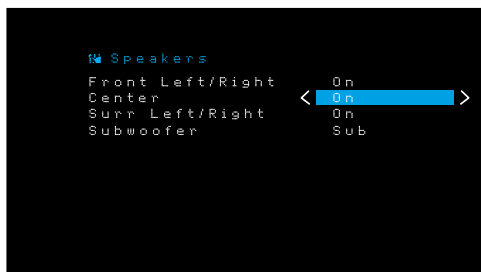 Speakers
Front Left/Right On
Center < On >
Surr Left/Right On
Subwoofer Sub